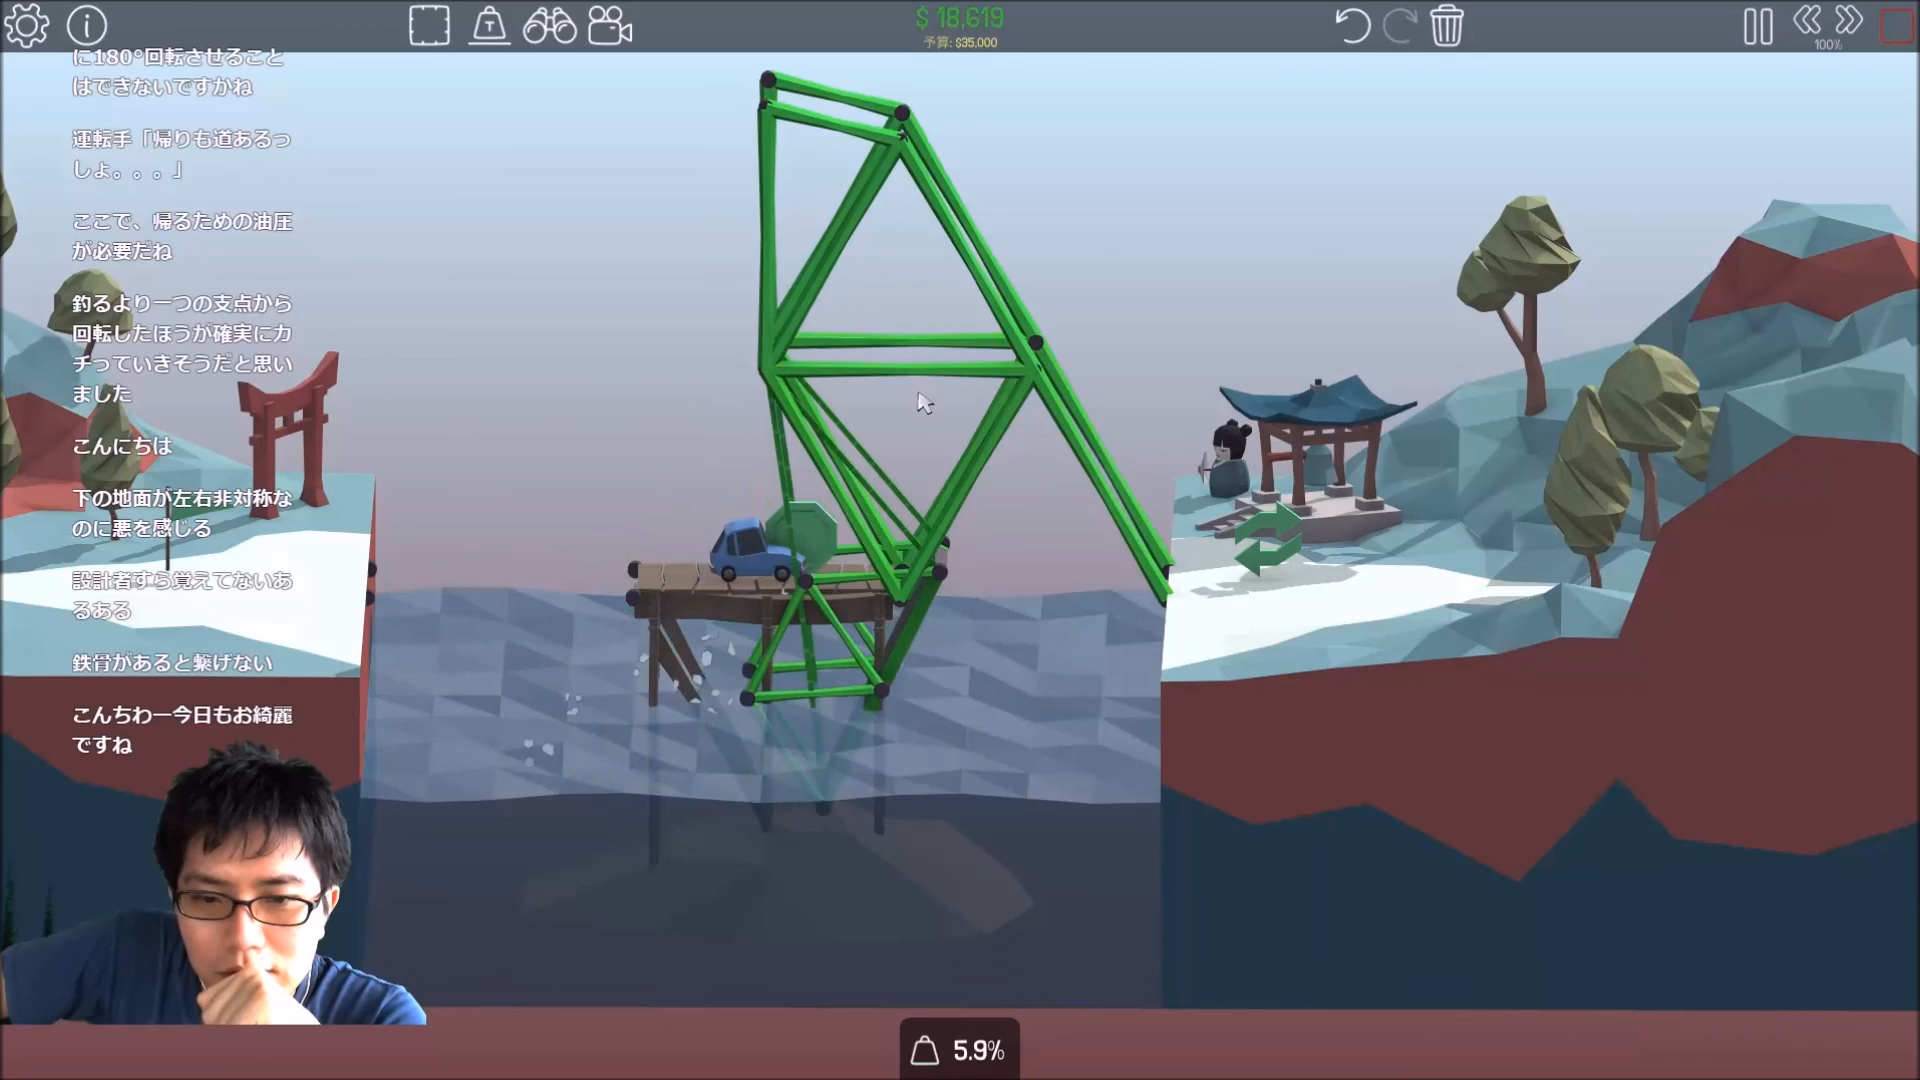 $ 18,619
予算: $35,000
100%
に180°回転させること
はできないですかね
運転手「帰りも道あるっ
しょ。。。」
ここで、帰るための油圧
が必要だね
釣るより一つの支点から
回転したほうが確実にカ
チっていきそうだと思い
ました
こんにちは
下の地面が左右非対称な
のに悪を感じる
設計者すら覚えてないあ
るある
鉄骨があると繋げない
こんちわー今日もお綺麗
ですね
5.9%